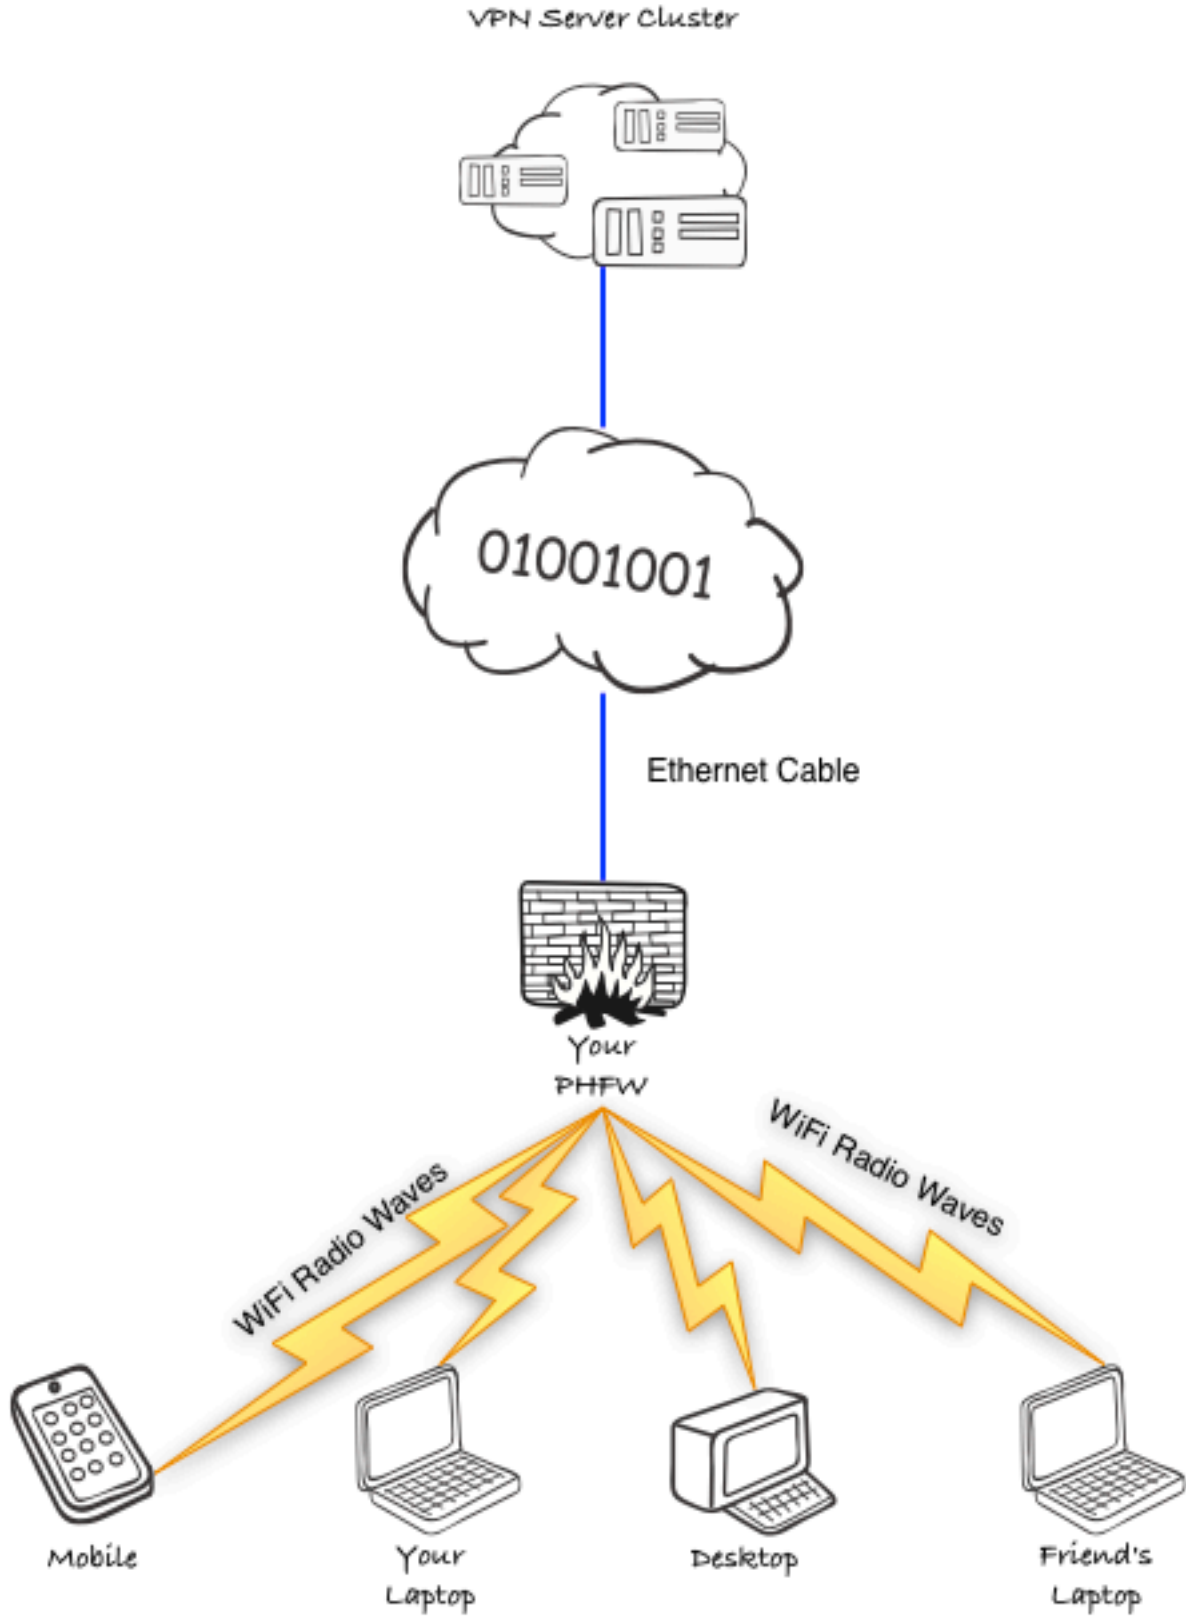 VPN Server Cluster
01001001
Ethernet Cable
Your
PHFW
WiFi Radio Waves
WiFi Radio Waves
Mobile
Your
Laptop
Desktop
Friend's
Laptop